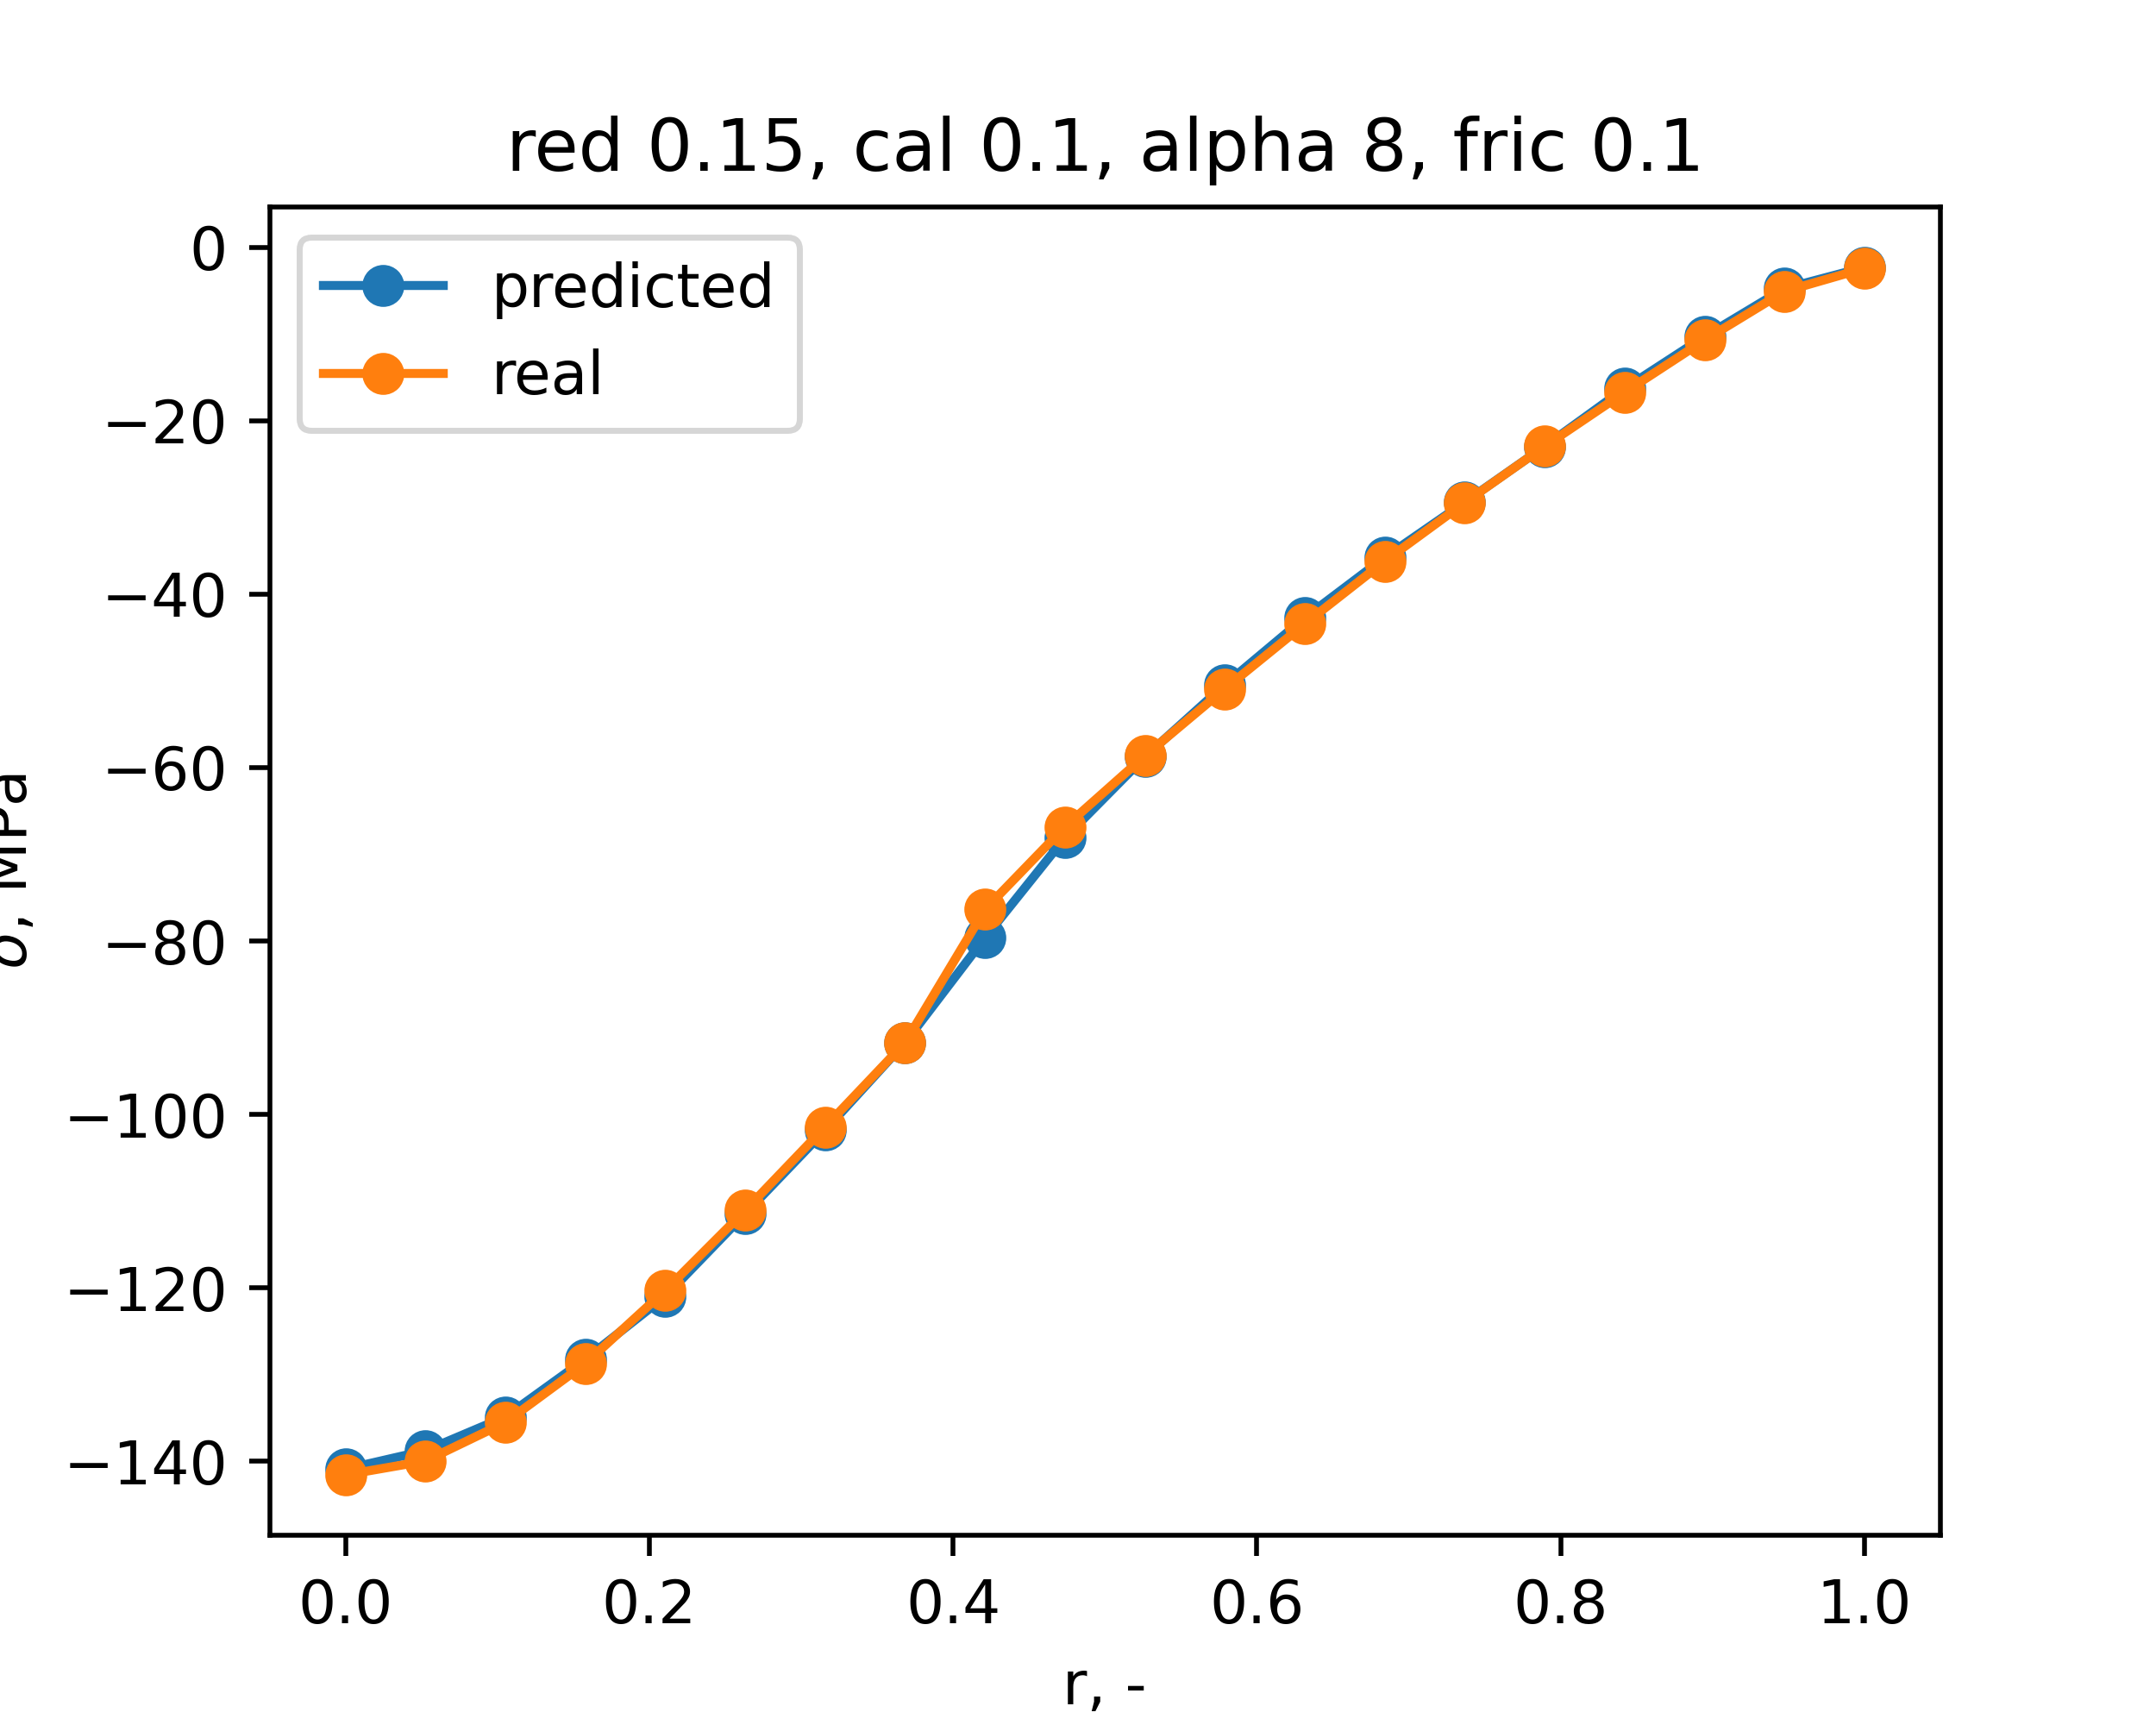 red 0.15, cal 0.1, alpha 8, fric 0.1
predicted
real
0
−20
−40
−60
−80
−100
−120
−140
σ, MPa
0.0 0.2 0.4 0.6 0.8 1.0
r, -